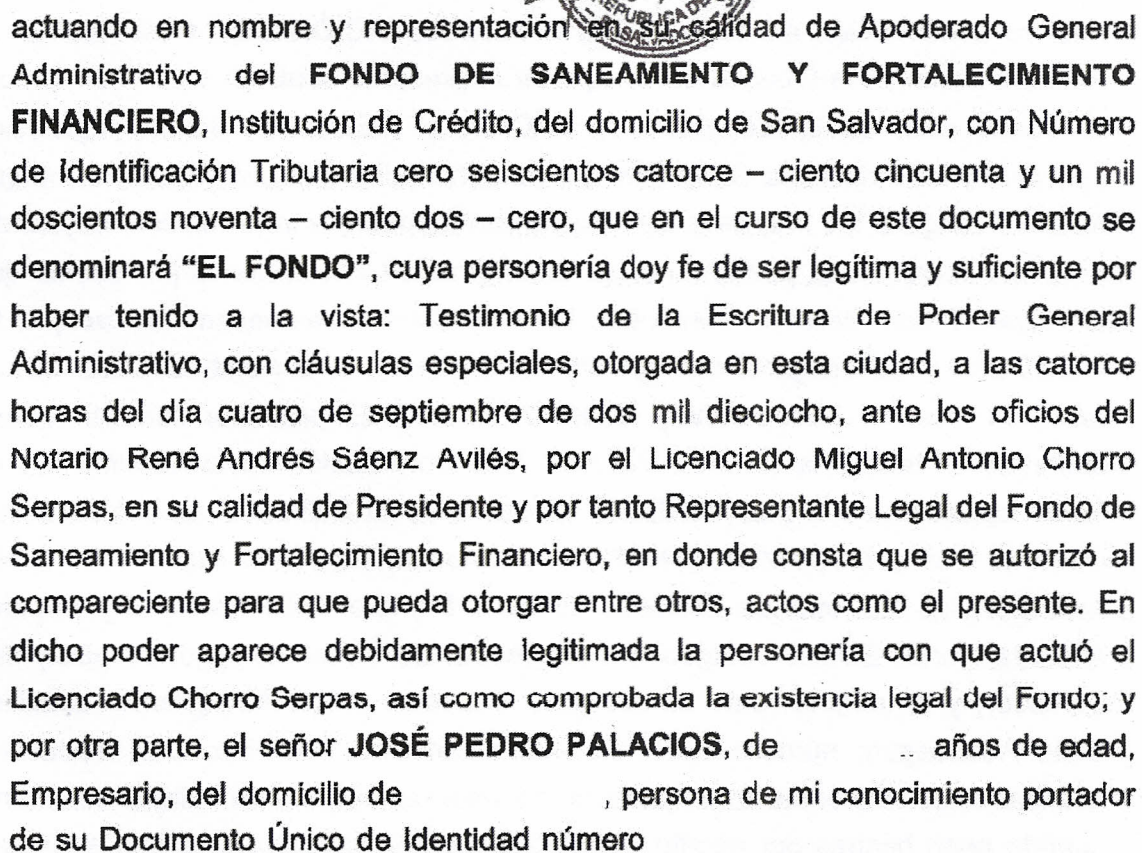 REPUBLICA DE
actuando en nombre y representación en su calidad de Apoderado General
Administrativo del FONDO DE SANEAMIENTO Y FORTALECIMIENTO
FINANCIERO, Institución de Crédito, del domicilio de San Salvador, con Número
de Identificación Tributaria cero seiscientos catorce – ciento cincuenta y un mil
doscientos noventa – ciento dos – cero, que en el curso de este documento se
denominará “EL FONDO”, cuya personería doy fe de ser legítima y suficiente por
haber tenido a la vista: Testimonio de la Escritura de Poder General
Administrativo, con cláusulas especiales, otorgada en esta ciudad, a las catorce
horas del día cuatro de septiembre de dos mil dieciocho, ante los oficios del
Notario René Andrés Sáenz Avilés, por el Licenciado Miguel Antonio Chorro
Serpas, en su calidad de Presidente y por tanto Representante Legal del Fondo de
Saneamiento y Fortalecimiento Financiero, en donde consta que se autorizó al
compareciente para que pueda otorgar entre otros, actos como el presente. En
dicho poder aparece debidamente legitimada la personería con que actuó el
Licenciado Chorro Serpas, así como comprobada la existencia legal del Fondo; y
por otra parte, el señor JOSÉ PEDRO PALACIOS, de años de edad,
Empresario, del domicilio de , persona de mi conocimiento portador
de su Documento Único de Identidad número